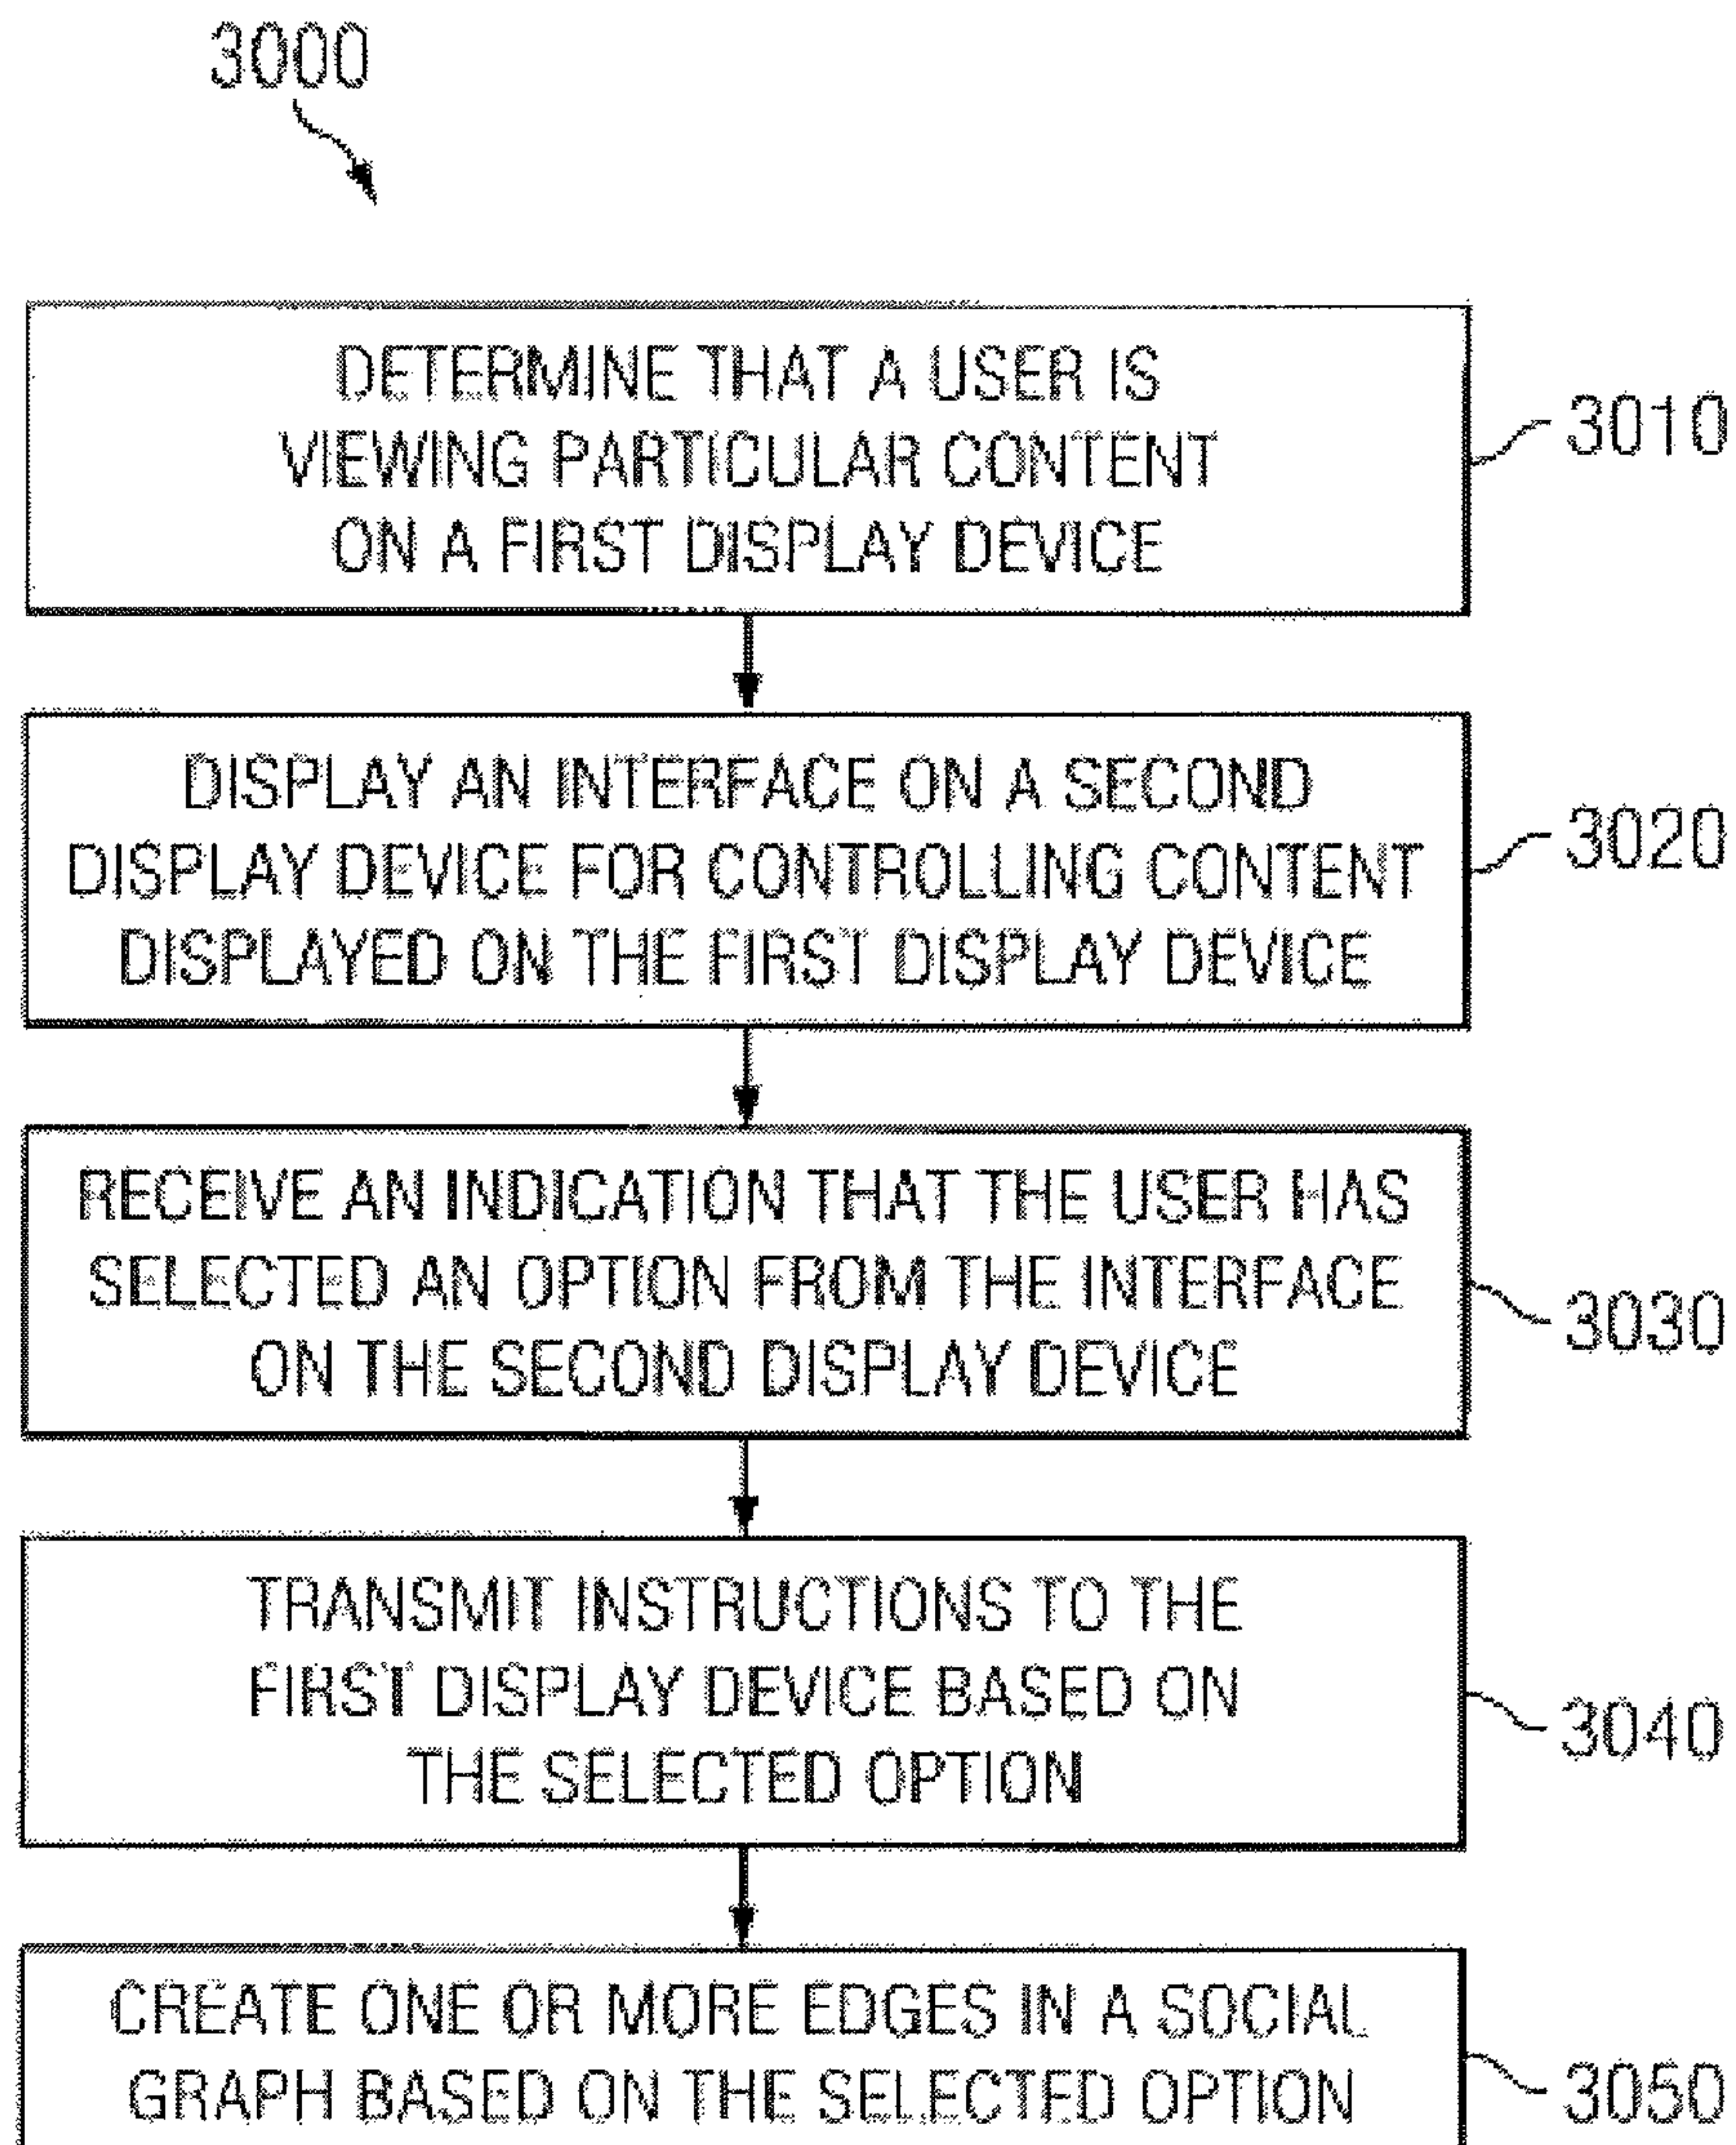 3000
DETERMINE THAT A USER IS
VIEWING PARTICULAR CONTENT
ON A FIRST DISPLAY DEVICE
3010
DISPLAY AN INTERFACE ON A SECOND
DISPLAY DEVICE FOR CONTROLLING CONTENT
DISPLAYED ON THE FIRST DISPLAY DEVICE
3020
RECEIVE AN INDICATION THAT THE USER HAS
SELECTED AN OPTION FROM THE INTERFACE
ON THE SECOND DISPLAY DEVICE
3030
TRANSMIT INSTRUCTIONS TO THE
FIRST DISPLAY DEVICE BASED ON
THE SELECTED OPTION
3040
CREATE ONE OR MORE EDGES IN A SOCIAL
GRAPH BASED ON THE SELECTED OPTION
3050